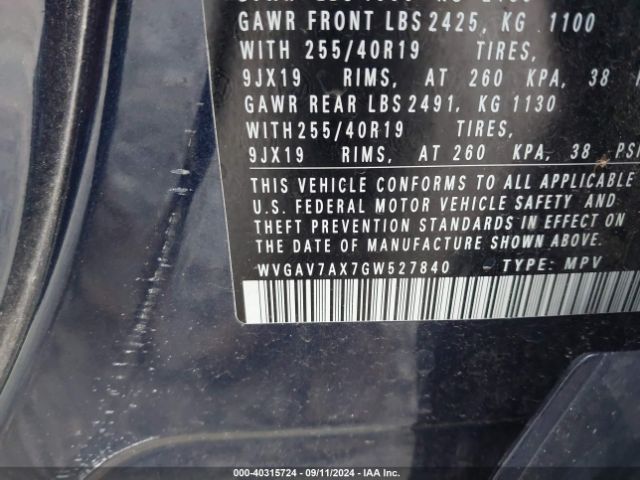 GAWR FRONT LBS 2425, KG 1100
WITH 255/40R19 TIRES,
9JX19 RIMS, AT 260 KPA, 38
GAWR REAR LBS 2491, KG 1130
WITH 255/40R19 TIRES,
9JX19 RIMS, AT 260 KPA, 38 PSI
THIS VEHICLE CONFORMS TO ALL APPLICABLE
U.S. FEDERAL MOTOR VEHICLE SAFETY AND
THEFT PREVENTION STANDARDS IN EFFECT ON
THE DATE OF MANUFACTURE SHOWN ABOVE.
WVGAV7AX7GW527840 TYPE: MPV
000-40315724 - 09/11/2024 - IAA Inc.